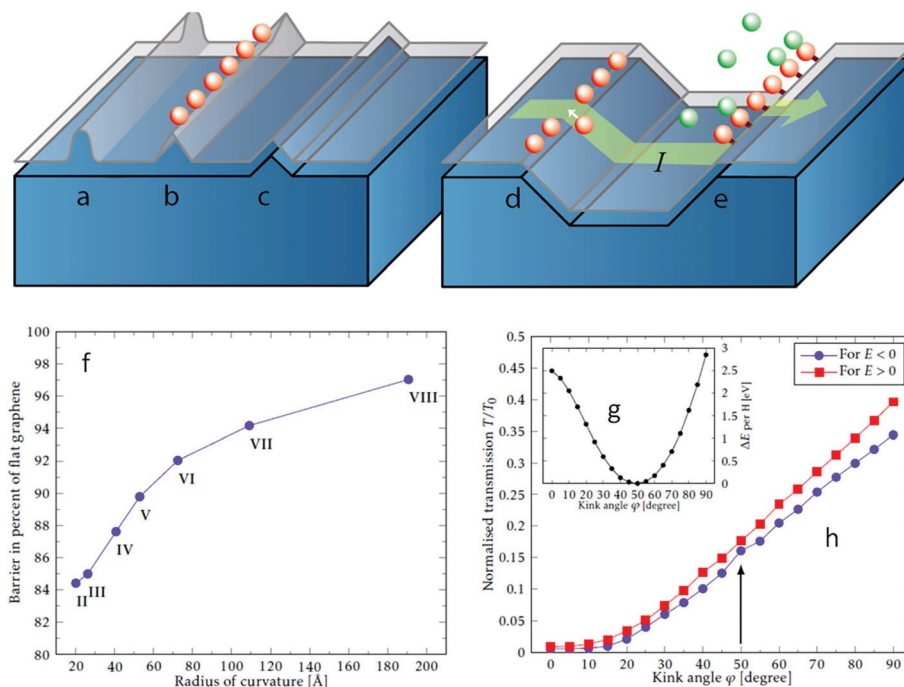 a
b
c
d
e
I
f
100
98
96
94
92
90
88
86
84
82
80
Barrier in percent of flat graphene
II
III
IV
V
VI
VII
VIII
20 40 60 80 100 120 140 160 180 200
Radius of curvature [Å]
g
3
2.5
2
1.5
1
0.5
0
ΔE per H [eV]
0 10 20 30 40 50 60 70 80 90
Kink angle φ [degree]
For E < 0
For E > 0
h
0.5
0.45
0.4
0.35
0.3
0.25
0.2
0.15
0.1
0.05
0
Normalised transmission T/T₀
0 10 20 30 40 50 60 70 80 90
Kink angle φ [degree]